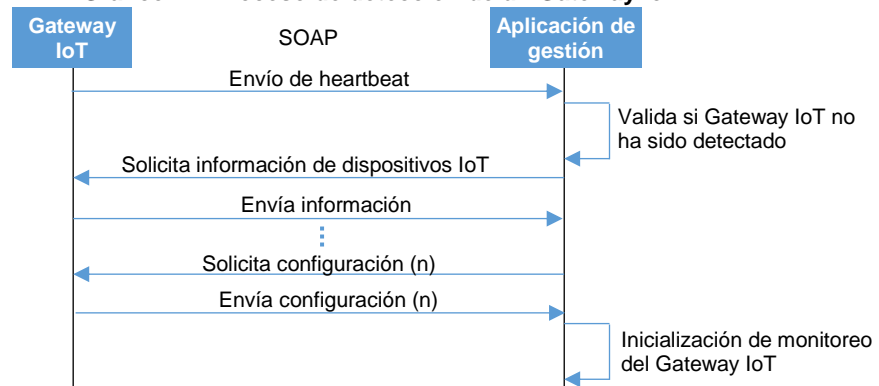 Gateway
IoT
SOAP
Aplicación de
gestión
Envío de heartbeat
Valida si Gateway IoT no
ha sido detectado
Solicita información de dispositivos IoT
Envía información
Solicita configuración (n)
Envía configuración (n)
Inicialización de monitoreo
del Gateway IoT